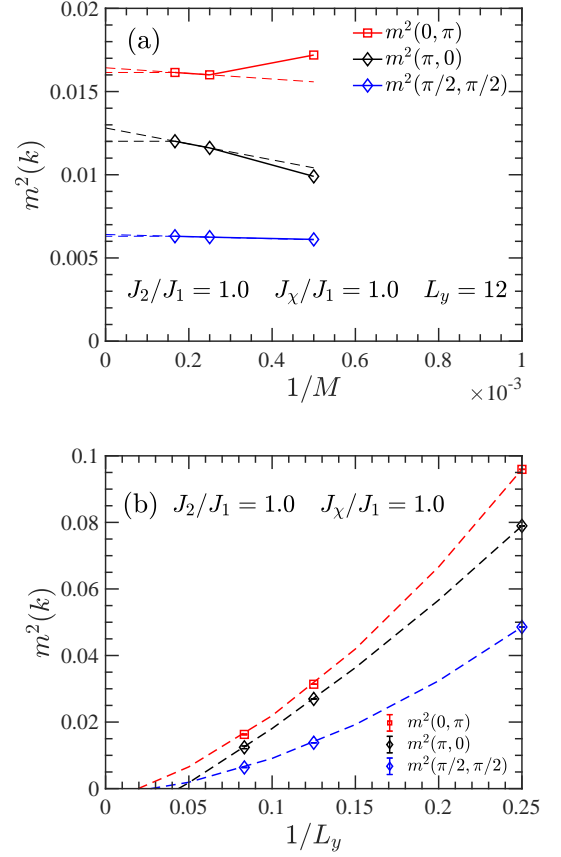 0.02
(a)
m²(0, π)
m²(π, 0)
m²(π/2, π/2)
0.015
0.01
0.005
0
m²(k)
J₂/J₁ = 1.0 Jχ/J₁ = 1.0 L_y = 12
0 0.2 0.4 0.6 0.8 1
1/M
×10⁻³
0.1
(b) J₂/J₁ = 1.0 Jχ/J₁ = 1.0
0.08
0.06
0.04
0.02
0
m²(k)
m²(0, π)
m²(π, 0)
m²(π/2, π/2)
0 0.05 0.1 0.15 0.2 0.25
1/L_y